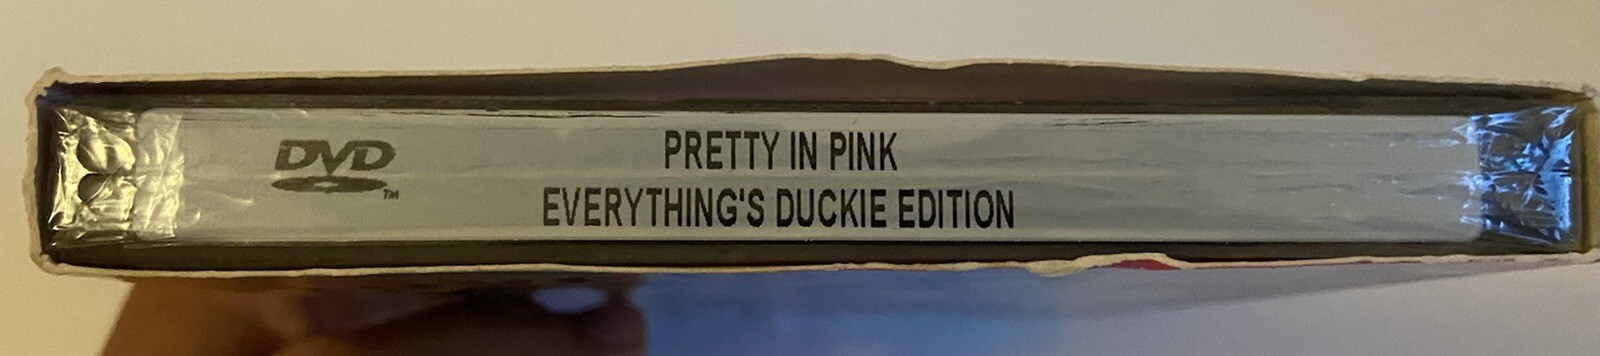 DVD
TM
PRETTY IN PINK
EVERYTHING'S DUCKIE EDITION